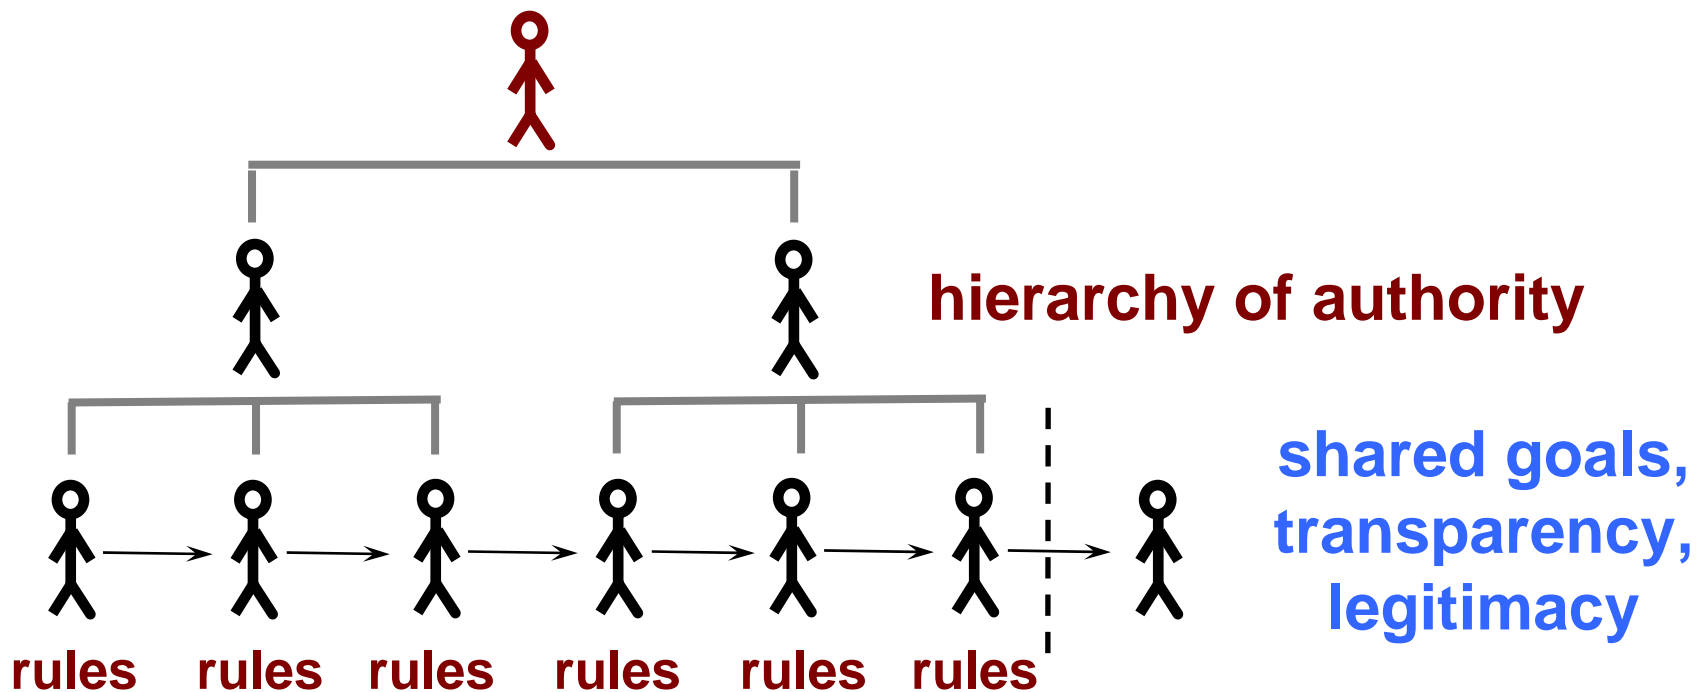 hierarchy of authority
shared goals,
transparency,
legitimacy
rules rules rules rules rules rules